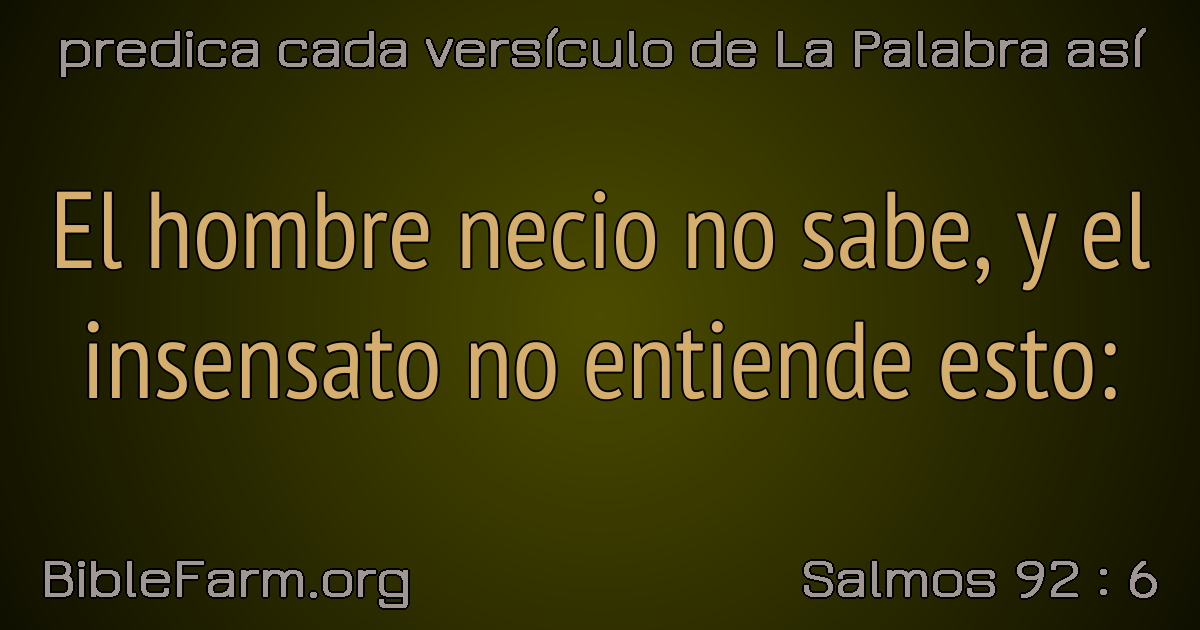 predica cada versículo de La Palabra así
El hombre necio no sabe, y el
insensato no entiende esto:
BibleFarm.org
Salmos 92 : 6